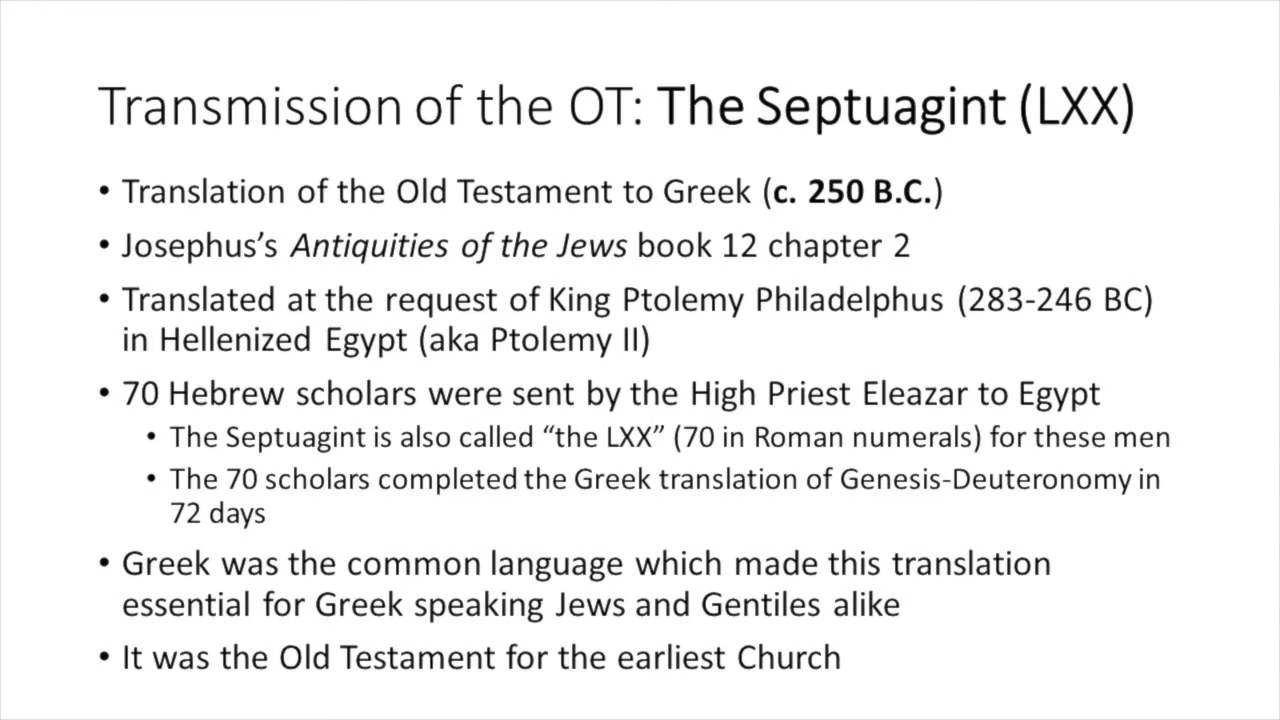 Transmission of the OT: The Septuagint (LXX)
• Translation of the Old Testament to Greek (c. 250 B.C.)
• Josephus’s Antiquities of the Jews book 12 chapter 2
• Translated at the request of King Ptolemy Philadelphus (283-246 BC)
in Hellenized Egypt (aka Ptolemy II)
• 70 Hebrew scholars were sent by the High Priest Eleazar to Egypt
• The Septuagint is also called “the LXX” (70 in Roman numerals) for these men
• The 70 scholars completed the Greek translation of Genesis-Deuteronomy in
72 days
• Greek was the common language which made this translation
essential for Greek speaking Jews and Gentiles alike
• It was the Old Testament for the earliest Church